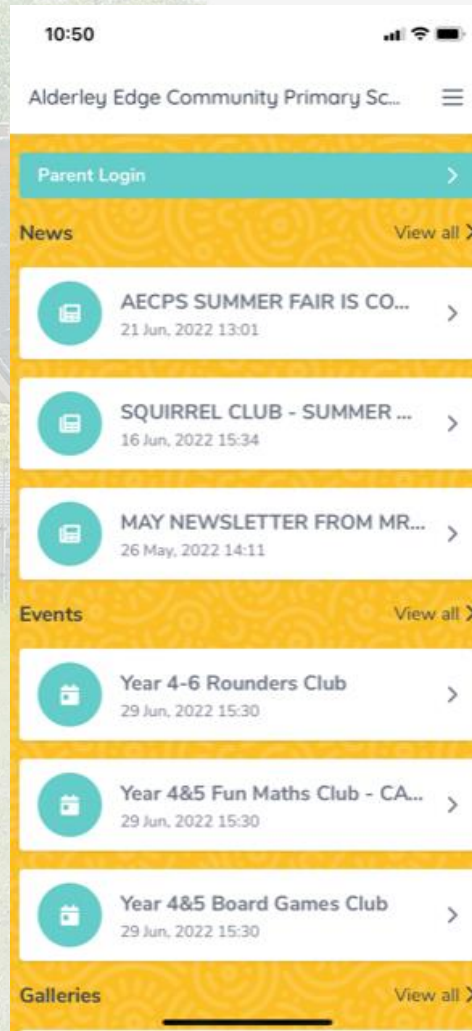 10:50
Alderley Edge Community Primary Sc...
Parent Login
News View all
AECPS SUMMER FAIR IS CO...
21 Jun, 2022 13:01
SQUIRREL CLUB - SUMMER ...
16 Jun, 2022 15:34
MAY NEWSLETTER FROM MR...
26 May, 2022 14:11
Events View all
Year 4-6 Rounders Club
29 Jun, 2022 15:30
Year 4&5 Fun Maths Club - CA...
29 Jun, 2022 15:30
Year 4&5 Board Games Club
29 Jun, 2022 15:30
Galleries View all